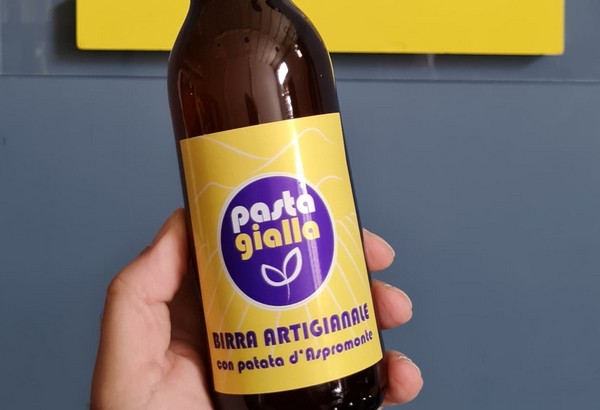 pasta
gialla
BIRRA ARTIGIANALE
con patata d'Aspromonte